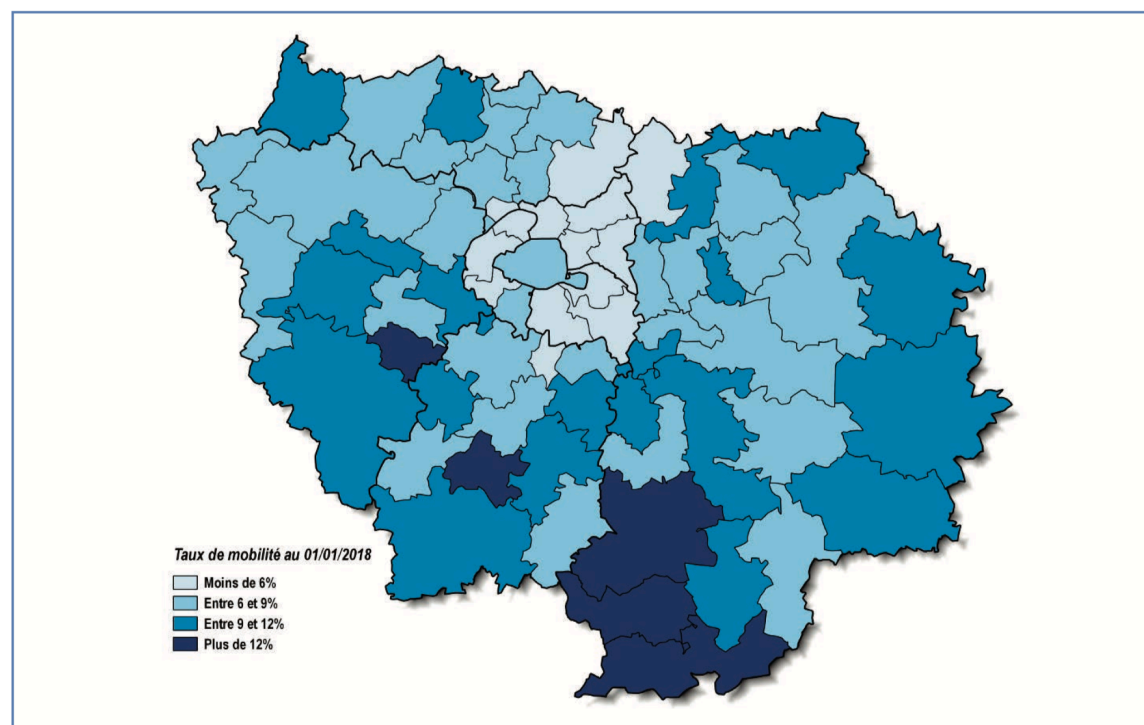 Taux de mobilité au 01/01/2018
Moins de 6%
Entre 6 et 9%
Entre 9 et 12%
Plus de 12%